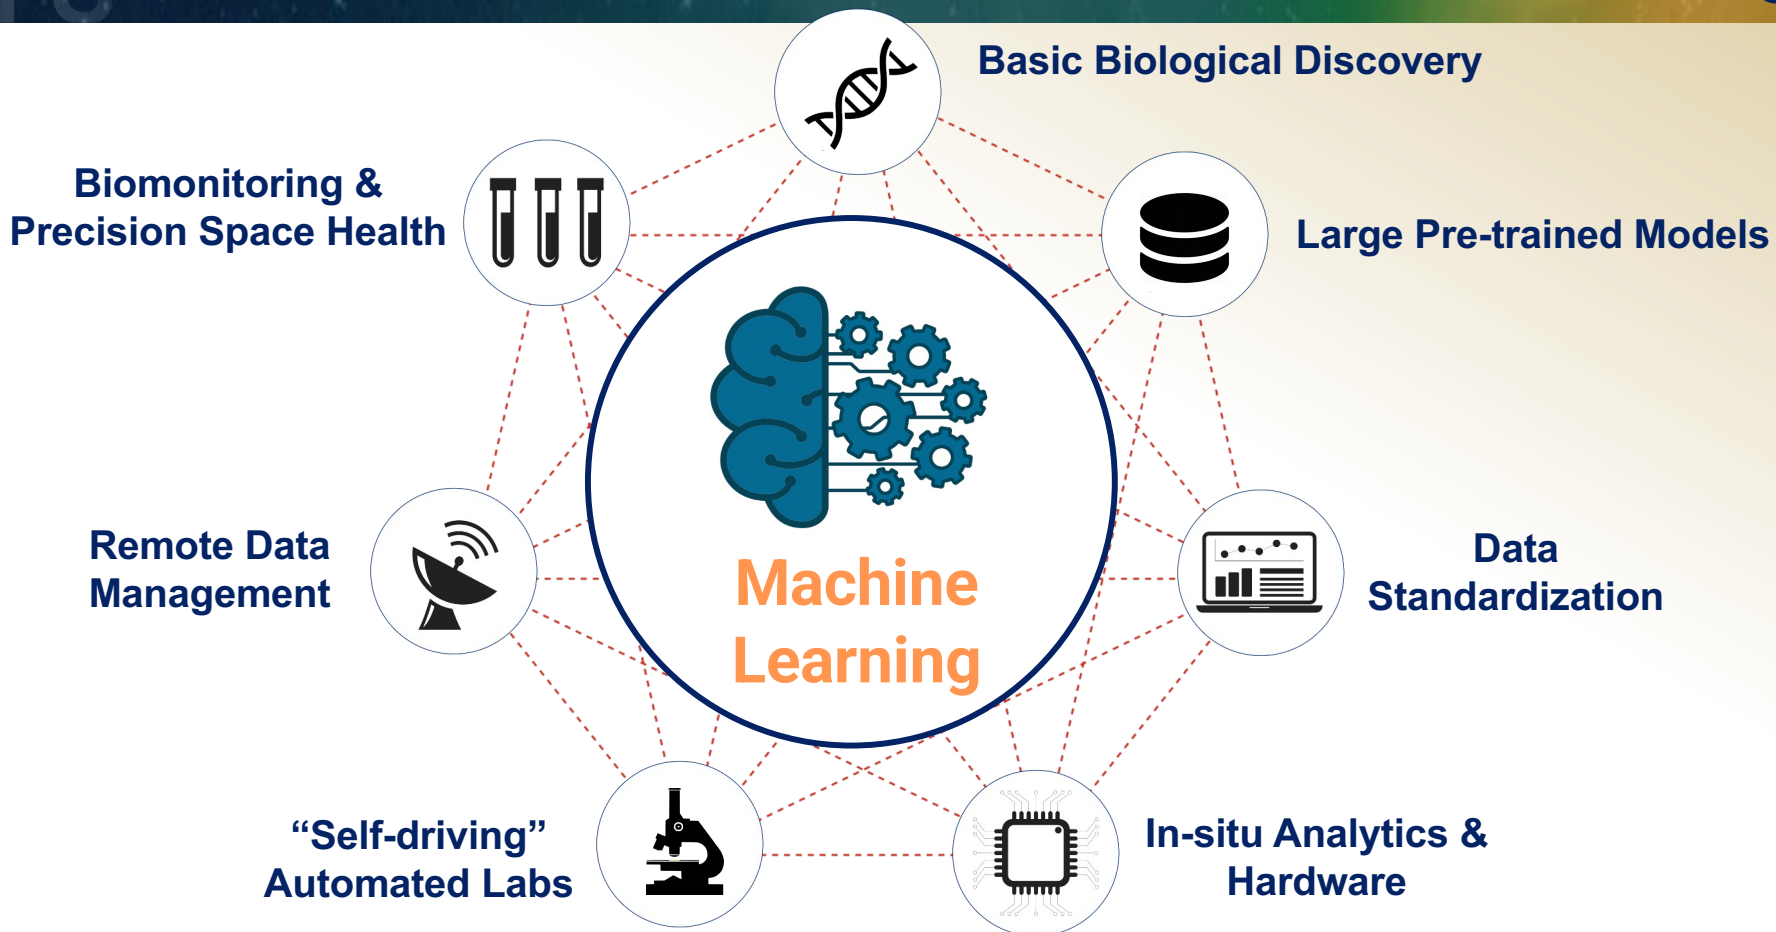 Basic Biological Discovery
Biomonitoring &
Precision Space Health
Large Pre-trained Models
Machine
Learning
Remote Data
Management
Data
Standardization
“Self-driving”
Automated Labs
In-situ Analytics &
Hardware